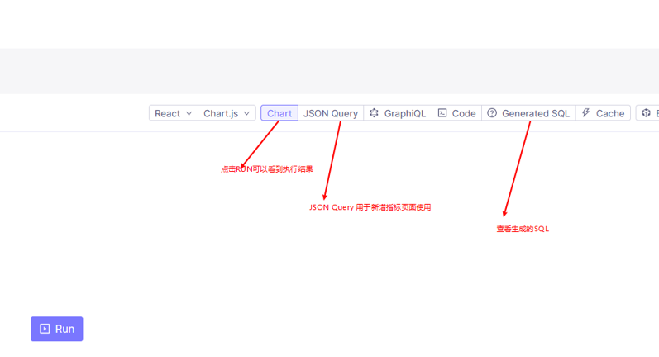 React Chart.js Chart JSON Query GraphiQL Code Generated SQL Cache
点击RUN可以看到执行结果
JSON Query 用于新增指标页面使用
查看生成的SQL
Run